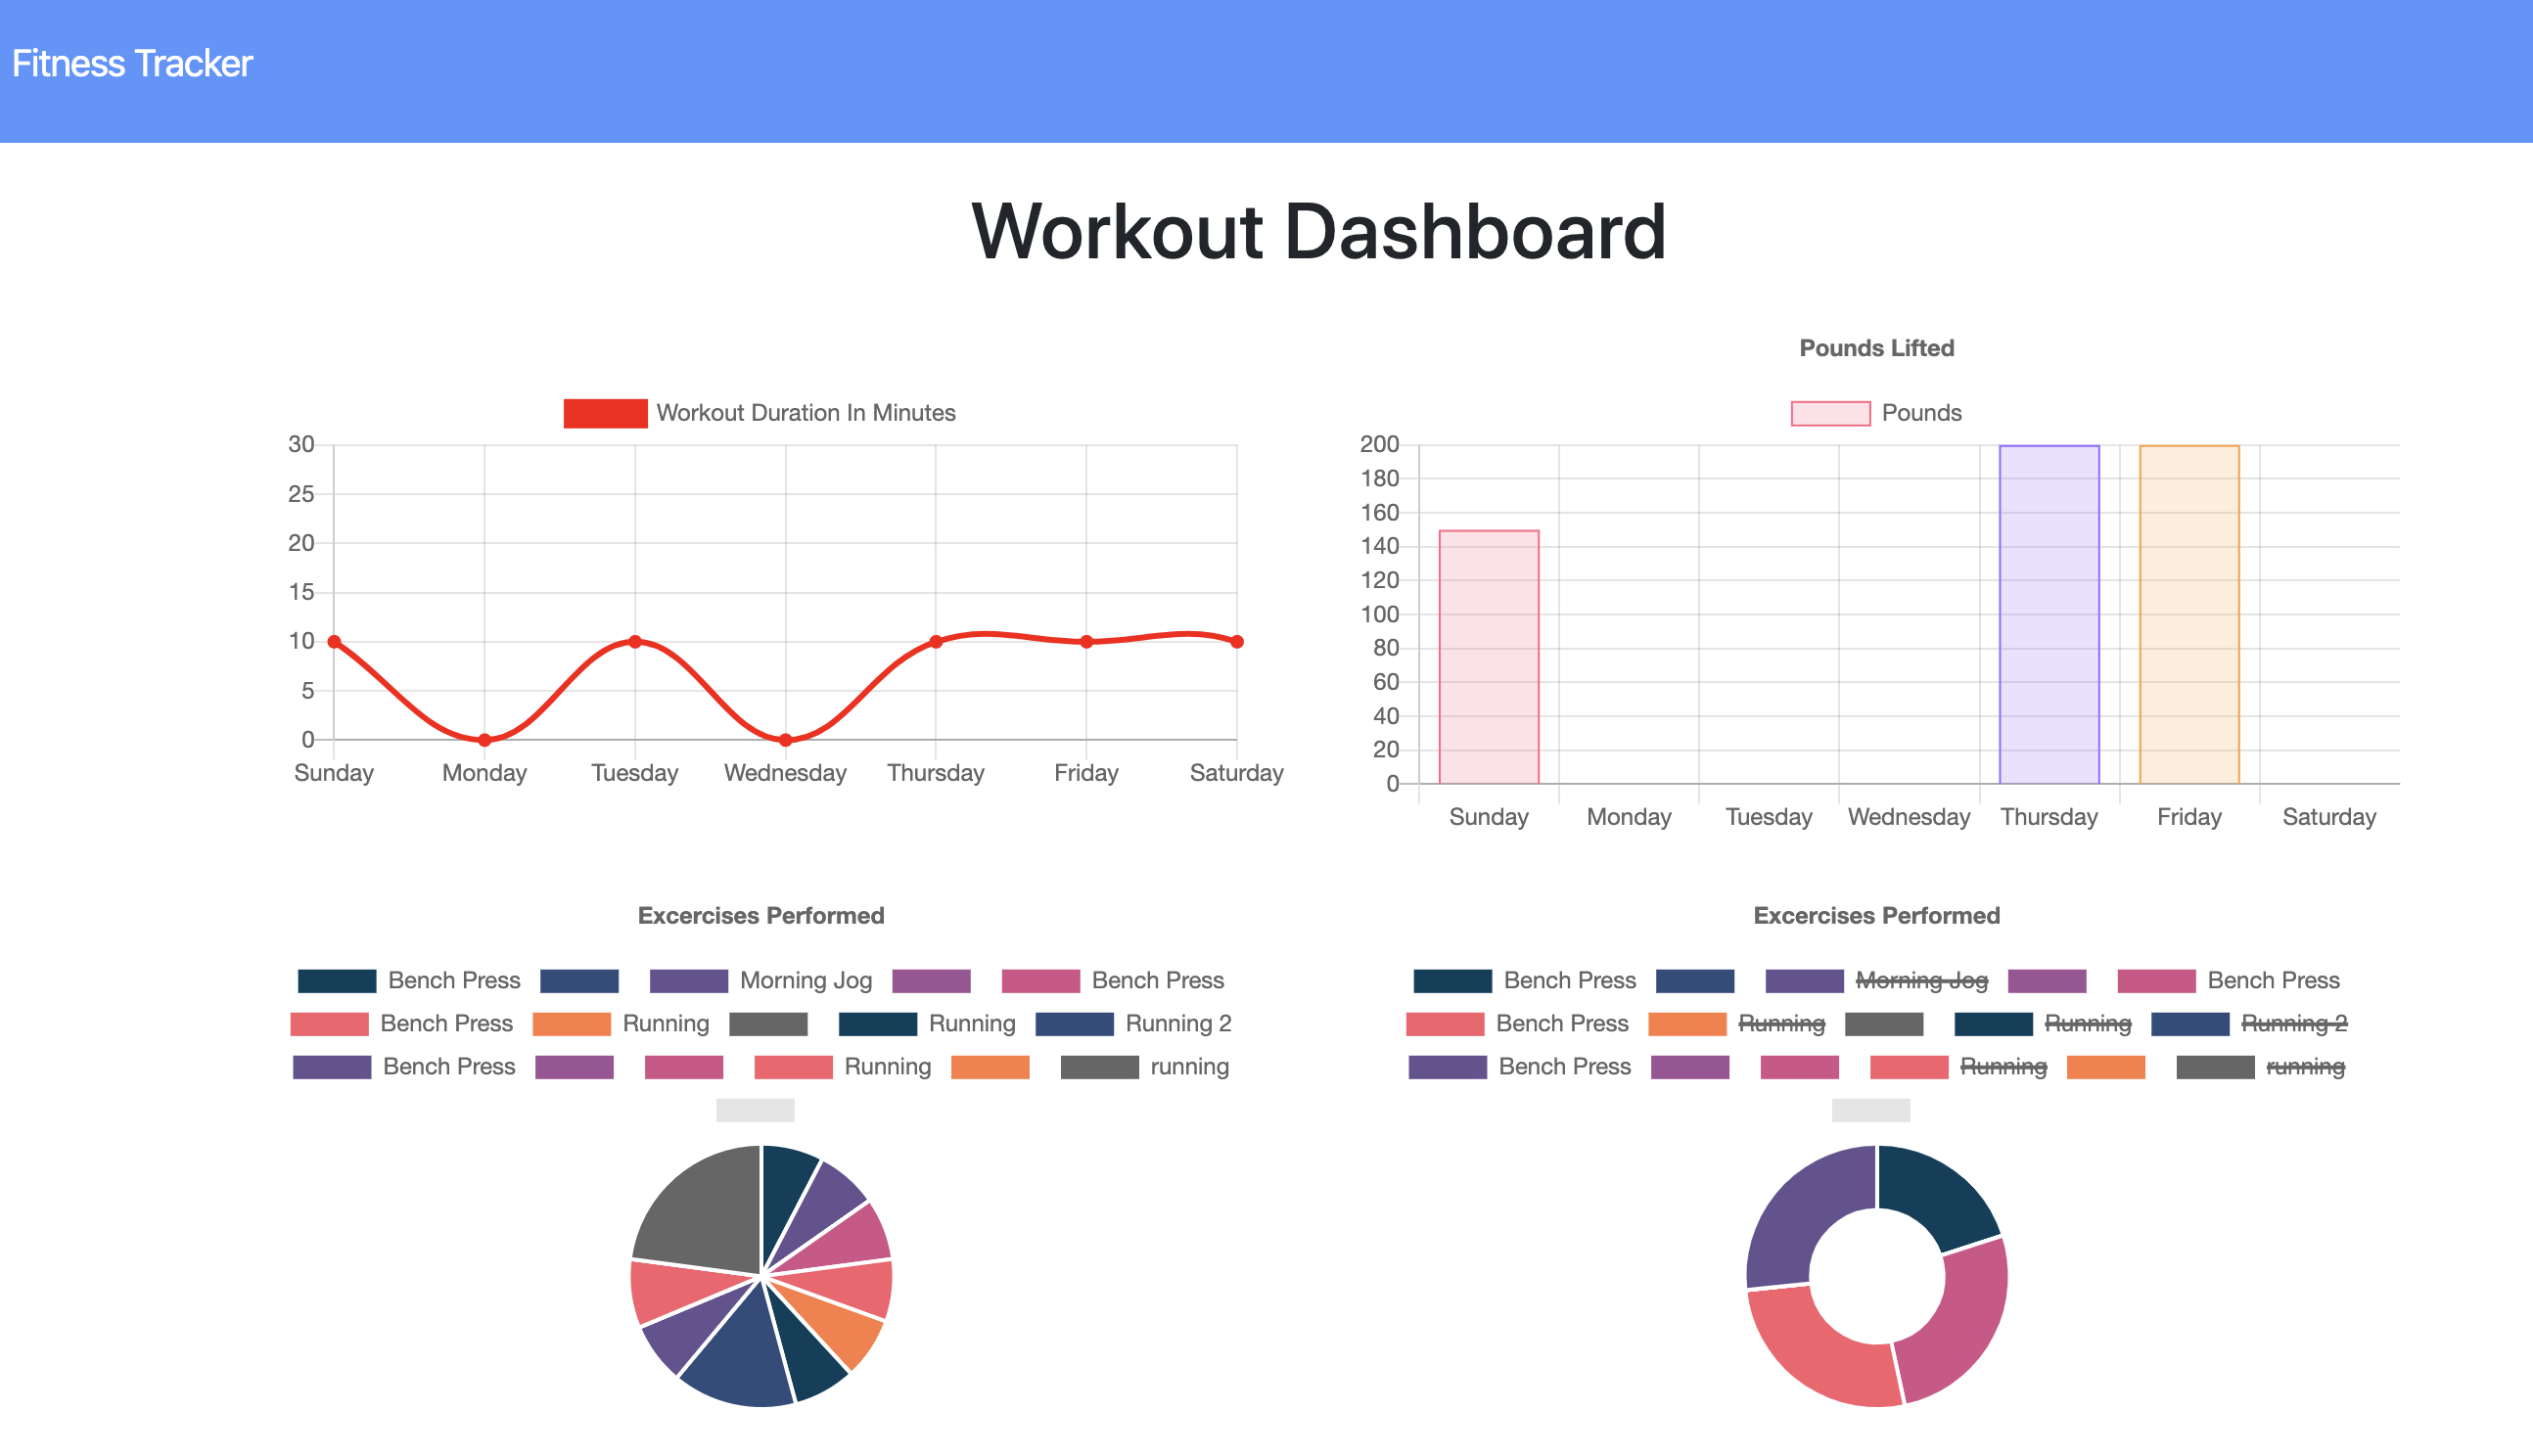 Fitness Tracker
Workout Dashboard
Workout Duration In Minutes
30
25
20
15
10
5
0
Sunday Monday Tuesday Wednesday Thursday Friday Saturday
Pounds Lifted
Pounds
200
180
160
140
120
100
80
60
40
20
0
Sunday Monday Tuesday Wednesday Thursday Friday Saturday
Excercises Performed
Bench Press Morning Jog Bench Press
Bench Press Running Running Running 2
Bench Press Running running
Excercises Performed
Bench Press Morning Jog Bench Press
Bench Press Running Running Running 2
Bench Press Running running